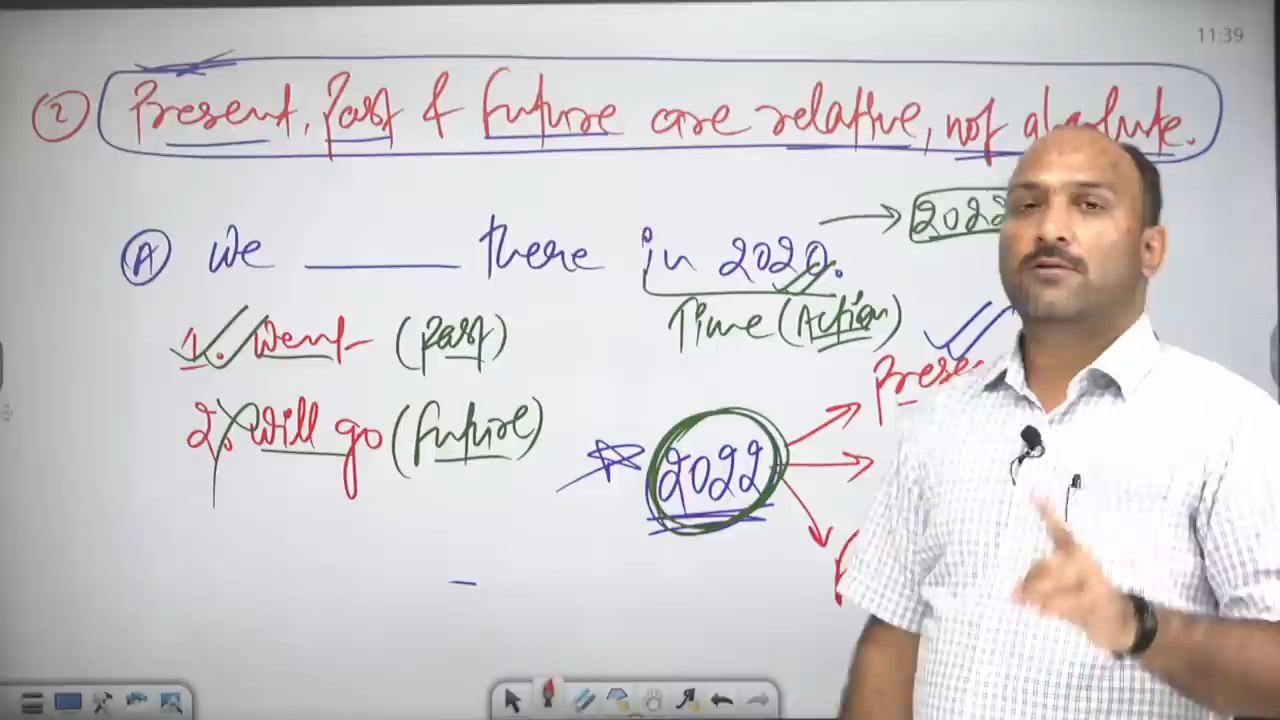 11:39
② Present, Past & Future are relative, not absolute.
Ⓐ We ______ there in 2020. → 2022
Time (Action)
1. Went (Past)
2. Will go (Future)
2022